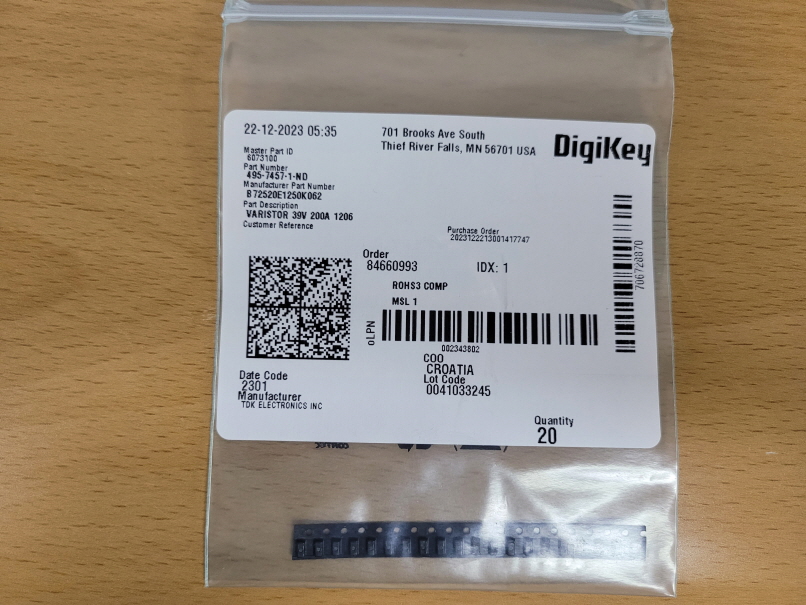 22-12-2023 05:35
701 Brooks Ave South
Thief River Falls, MN 56701 USA
DigiKey
Master Part ID
6073100
Part Number
495-7457-1-ND
Manufacturer Part Number
B72520E1250K062
Part Description
VARISTOR 39V 200A 1206
Customer Reference
Purchase Order
2023122213001417747
706728870
Order
84660993
IDX: 1
ROHS3 COMP
MSL 1
oLPN
002343802
COO
CROATIA
Lot Code
0041033245
Date Code
2301
Manufacturer
TDK ELECTRONICS INC
Quantity
20